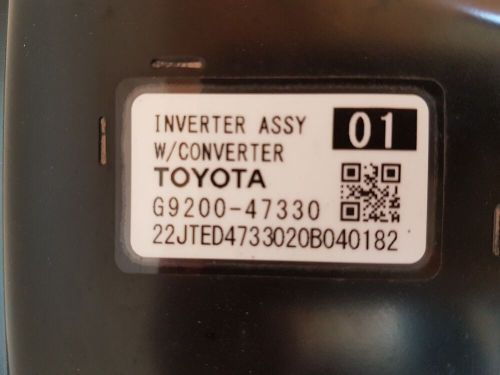 INVERTER ASSY 01
W/CONVERTER
TOYOTA
G9200-47330
22JTED4733020B040182